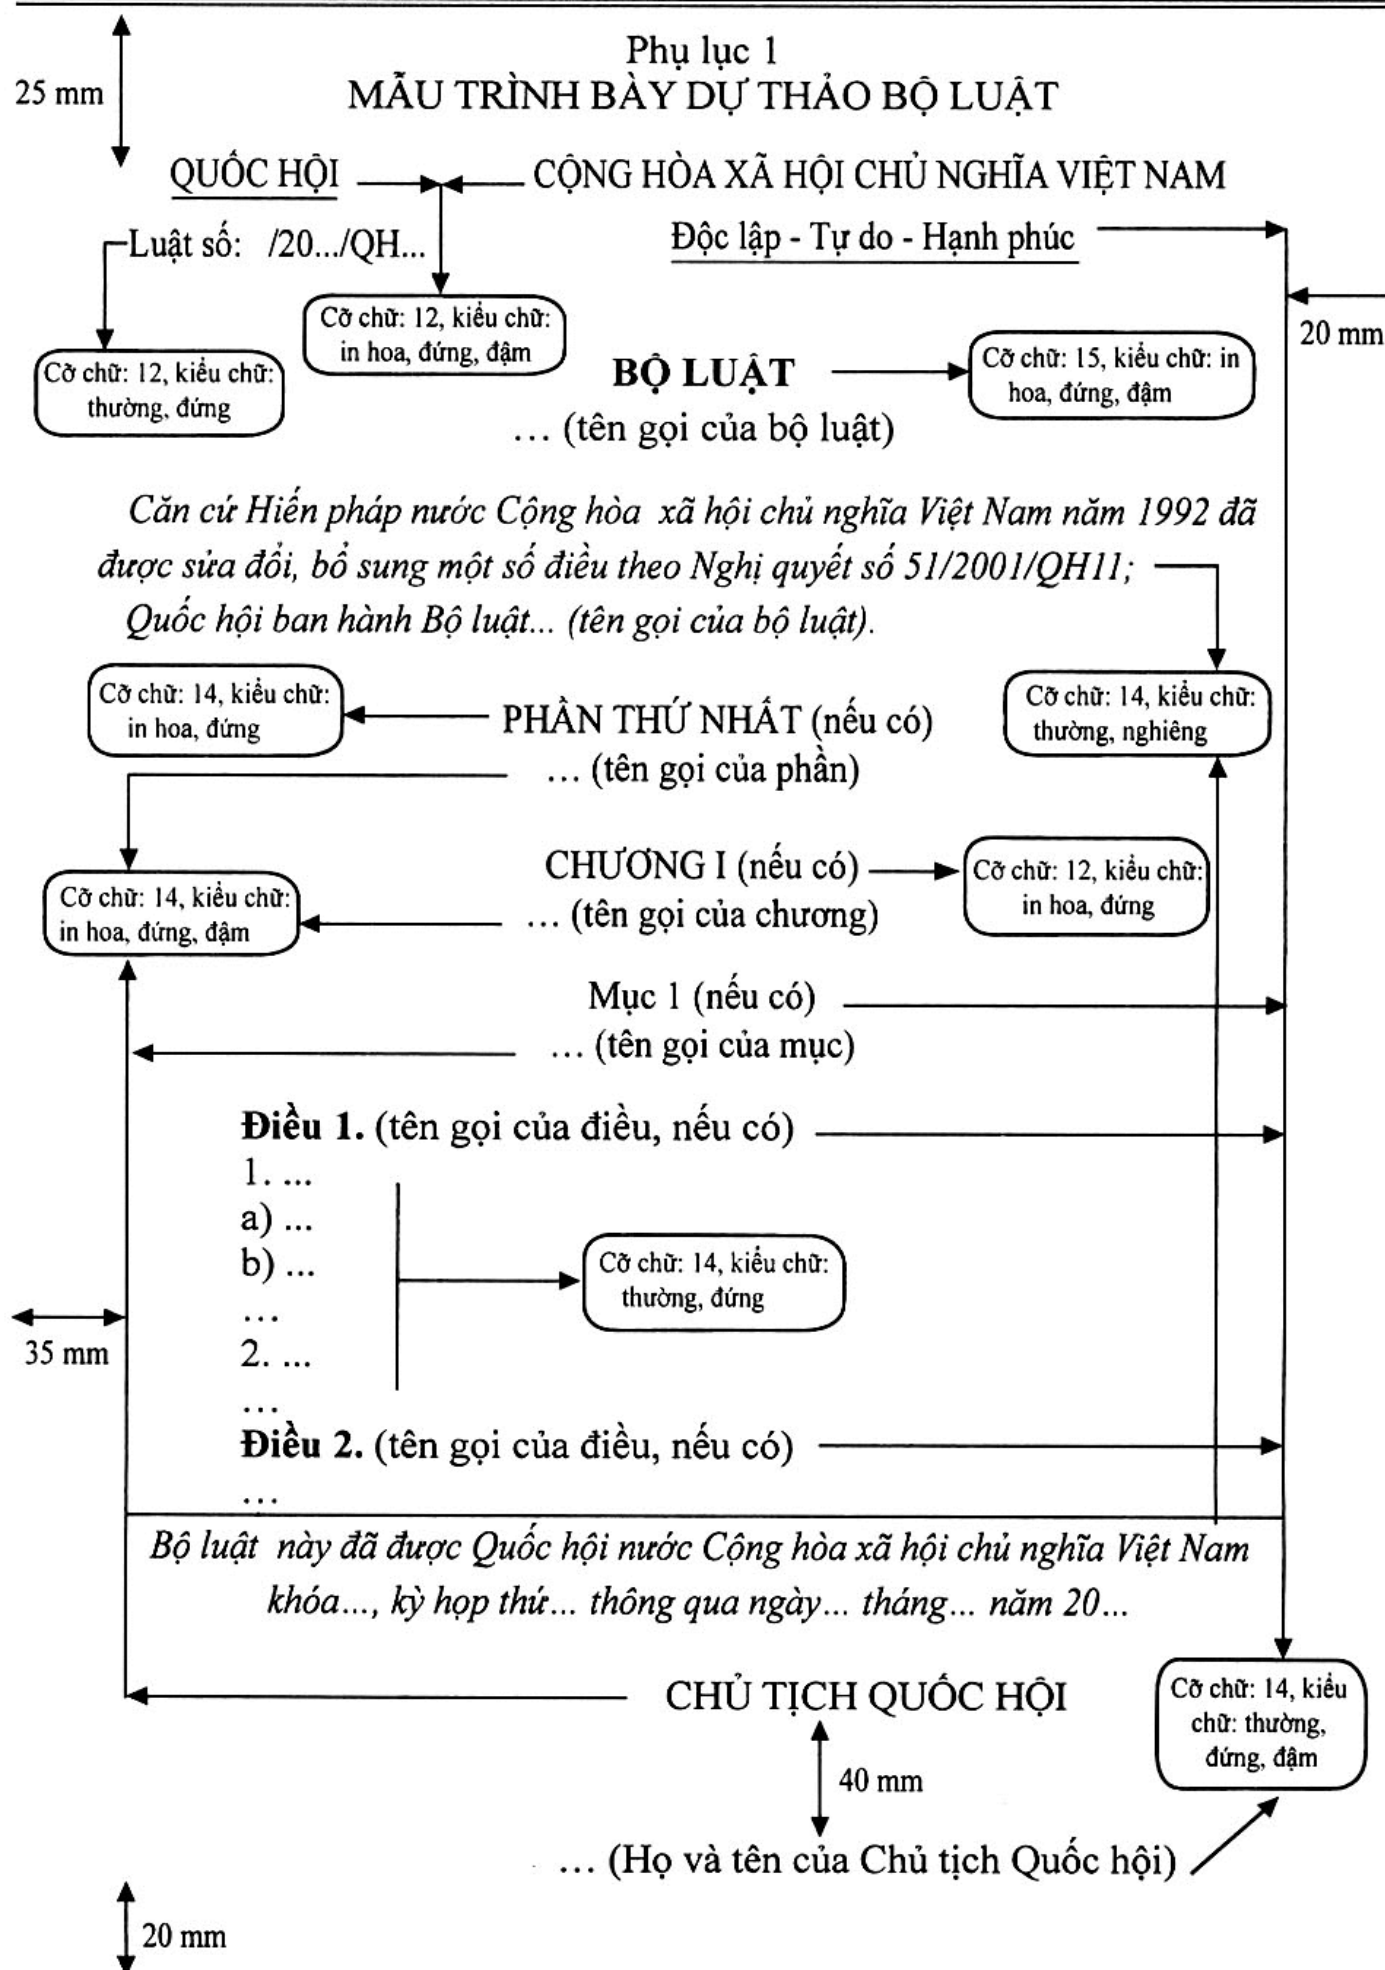 Phụ lục 1
25 mm
MẪU TRÌNH BÀY DỰ THẢO BỘ LUẬT
QUỐC HỘI
CỘNG HÒA XÃ HỘI CHỦ NGHĨA VIỆT NAM
Luật số: /20.../QH...
Độc lập - Tự do - Hạnh phúc
Cỡ chữ: 12, kiểu chữ:
in hoa, đứng, đậm
20 mm
Cỡ chữ: 12, kiểu chữ:
thường, đứng
BỘ LUẬT
Cỡ chữ: 15, kiểu chữ: in
hoa, đứng, đậm
... (tên gọi của bộ luật)
Căn cứ Hiến pháp nước Cộng hòa xã hội chủ nghĩa Việt Nam năm 1992 đã
được sửa đổi, bổ sung một số điều theo Nghị quyết số 51/2001/QH11;
Quốc hội ban hành Bộ luật... (tên gọi của bộ luật).
Cỡ chữ: 14, kiểu chữ:
in hoa, đứng
PHẦN THỨ NHẤT (nếu có)
Cỡ chữ: 14, kiểu chữ:
thường, nghiêng
... (tên gọi của phần)
CHƯƠNG I (nếu có)
Cỡ chữ: 12, kiểu chữ:
in hoa, đứng
Cỡ chữ: 14, kiểu chữ:
in hoa, đứng, đậm
... (tên gọi của chương)
Mục 1 (nếu có)
... (tên gọi của mục)
Điều 1. (tên gọi của điều, nếu có)
1. ...
a) ...
b) ...
...
Cỡ chữ: 14, kiểu chữ:
thường, đứng
35 mm
2. ...
...
Điều 2. (tên gọi của điều, nếu có)
...
Bộ luật này đã được Quốc hội nước Cộng hòa xã hội chủ nghĩa Việt Nam
khóa..., kỳ họp thứ... thông qua ngày... tháng... năm 20...
CHỦ TỊCH QUỐC HỘI
Cỡ chữ: 14, kiểu
chữ: thường,
đứng, đậm
40 mm
... (Họ và tên của Chủ tịch Quốc hội)
20 mm